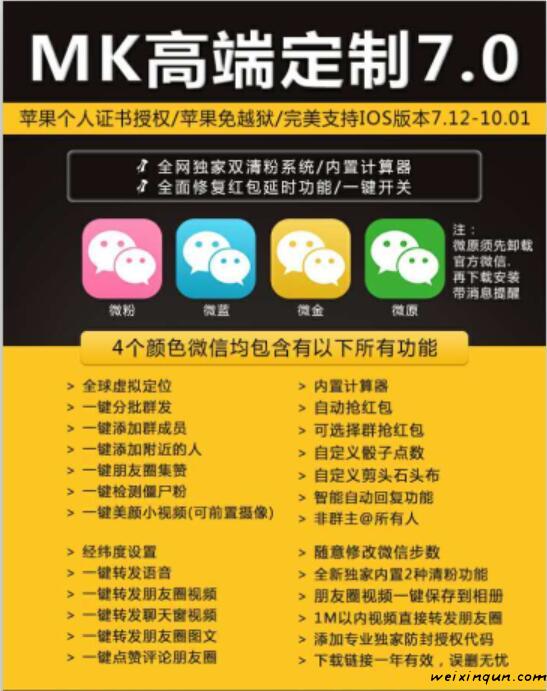 MK高端定制7.0
苹果个人证书授权/苹果免越狱/完美支持IOS版本7.12-10.01
全网独家双清粉系统/内置计算器
全面修复红包延时功能/一键开关
微粉
微蓝
微金
微原
注：
微原须先卸载
官方微信.
再下载安装
带消息提醒
4个颜色微信均包含有以下所有功能
> 全球虚拟定位
> 一键分批群发
> 一键添加群成员
> 一键添加附近的人
> 一键朋友圈集赞
> 一键检测僵尸粉
> 一键美颜小视频(可前置摄像)
> 内置计算器
> 自动抢红包
> 可选择群抢红包
> 自定义骰子点数
> 自定义剪头石头布
> 智能自动回复功能
> 非群主@所有人
> 经纬度设置
> 一键转发语音
> 一键转发朋友圈视频
> 一键转发聊天窗视频
> 一键转发朋友圈图文
> 一键点赞评论朋友圈
> 随意修改微信步数
> 全新独家内置2种清粉功能
> 朋友圈视频一键保存到相册
> 1M以内视频直接转发朋友圈
> 添加专业独家防封授权代码
> 下载链接一年有效，误删无忧
weixinqun.com